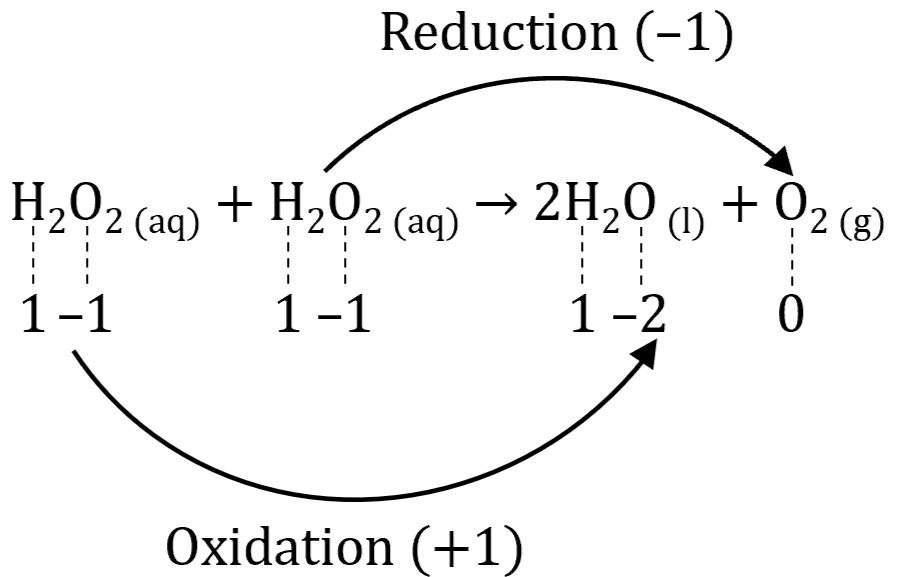 Reduction (–1)
H₂O₂ (aq) + H₂O₂ (aq) → 2H₂O (l) + O₂ (g)
1 –1 1 –1 1 –2 0
Oxidation (+1)